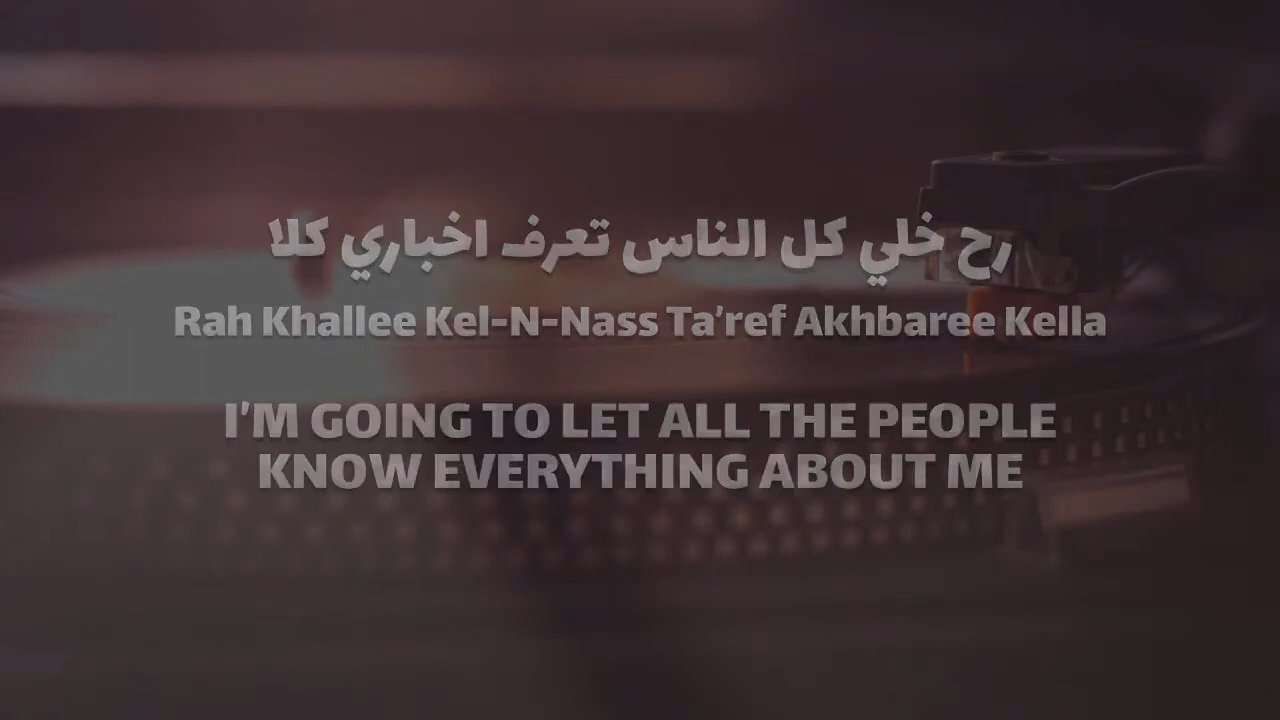 رح خلي كل الناس تعرف اخباري كلا
Rah Khallee Kel-N-Nass Ta'ref Akhbaree Kella
I'M GOING TO LET ALL THE PEOPLE
KNOW EVERYTHING ABOUT ME